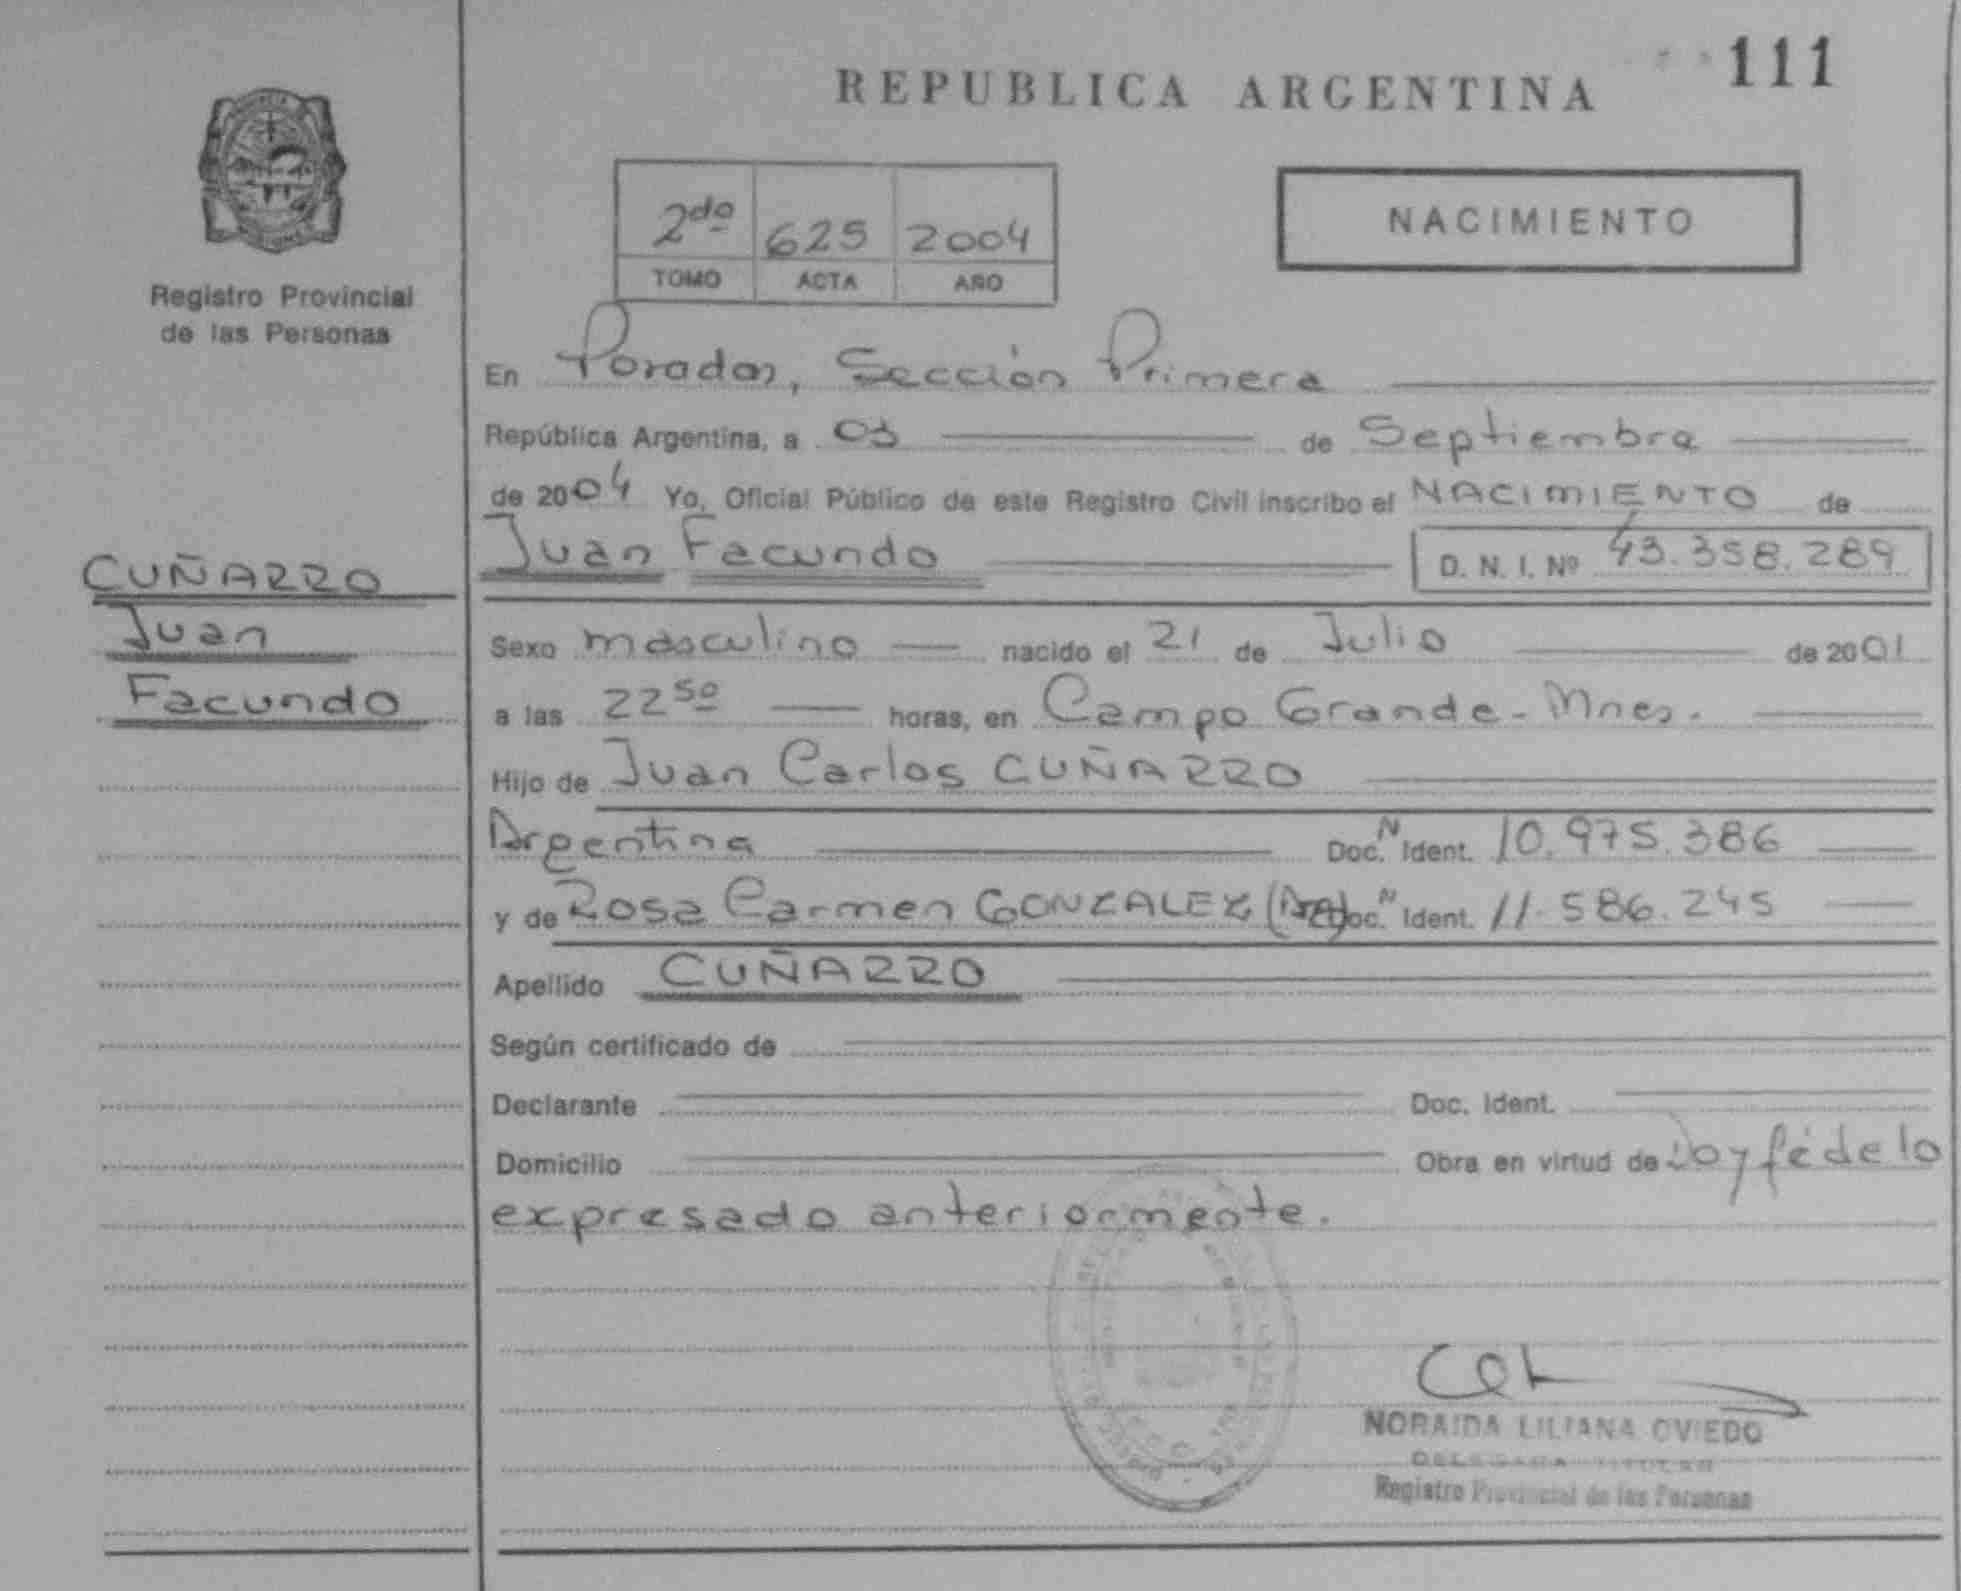 111
REPUBLICA ARGENTINA
NACIMIENTO
2do 625 2004
TOMO ACTA AÑO
Registro Provincial
de las Personas
CUÑARRO
Juan
Facundo
En Posadas, Sección Primera
República Argentina, a 03 de Septiembre
de 2004 Yo, Oficial Público de este Registro Civil inscribo el NACIMIENTO de
Juan Facundo D. N. I. Nº 43.358.289
Sexo masculino nacido el 21 de Julio de 2001
a las 22 50 horas, en Campo Grande - Mnes.
Hijo de Juan Carlos CUÑARRO
Argentina Doc. N Ident. 10.975.386
y de Rosa Carmen GONZALEZ (Arg) Doc. N Ident. 11.586.245
Apellido CUÑARRO
Según certificado de
Declarante Doc. Ident.
Domicilio Obra en virtud de Doy fé de lo
expresado anteriormente.
NORAIDA LILIANA OVIEDO
DELEGADA TITULAR
Registro Provincial de las Personas